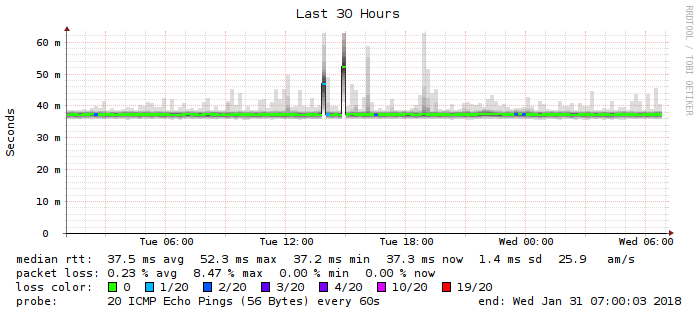 Last 30 Hours
RRDTOOL / TOBI OETIKER
Seconds
60 m
50 m
40 m
30 m
20 m
10 m
0
Tue 06:00 Tue 12:00 Tue 18:00 Wed 00:00 Wed 06:00
median rtt: 37.5 ms avg 52.3 ms max 37.2 ms min 37.3 ms now 1.4 ms sd 25.9 am/s
packet loss: 0.23 % avg 8.47 % max 0.00 % min 0.00 % now
loss color: 0 1/20 2/20 3/20 4/20 10/20 19/20
probe: 20 ICMP Echo Pings (56 Bytes) every 60s end: Wed Jan 31 07:00:03 2018